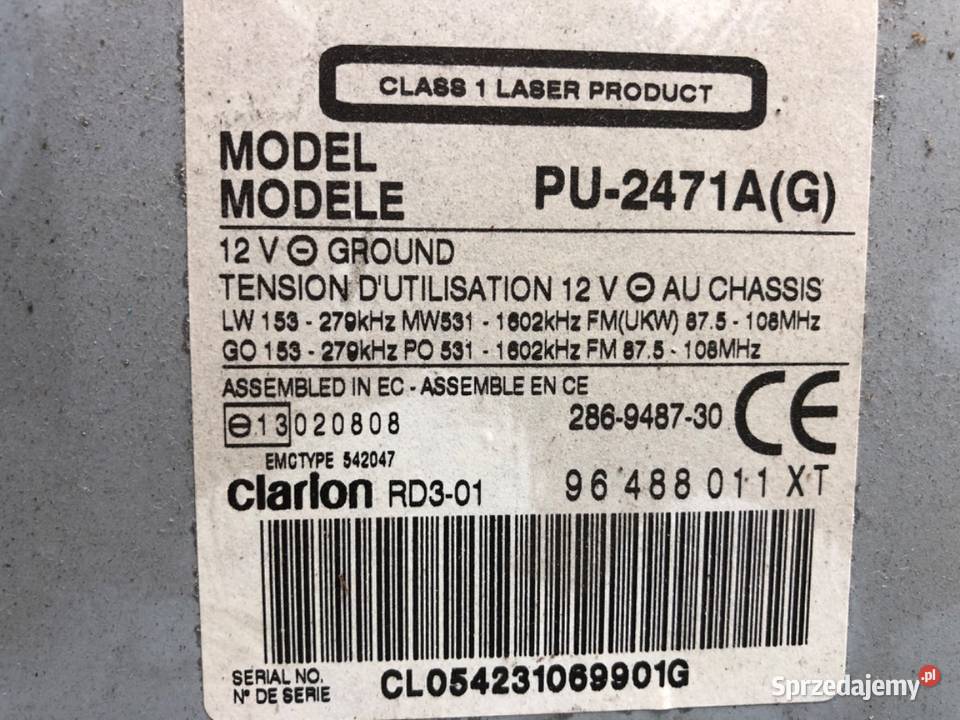 CLASS 1 LASER PRODUCT
MODEL
MODELE
PU-2471A(G)
12 V ⊖ GROUND
TENSION D'UTILISATION 12 V ⊖ AU CHASSIS
LW 153 - 279kHz MW531 - 1602kHz FM(UKW) 87.5 - 108MHz
GO 153 - 279kHz PO 531 - 1602kHz FM 87.5 - 108MHz
ASSEMBLED IN EC - ASSEMBLE EN CE
e13 020808
286-9487-30
CE
EMCTYPE 542047
Clarion RD3-01
96 488 011 XT
SERIAL NO.
N° DE SERIE
CL054231069901G
Sprzedajemy.pl